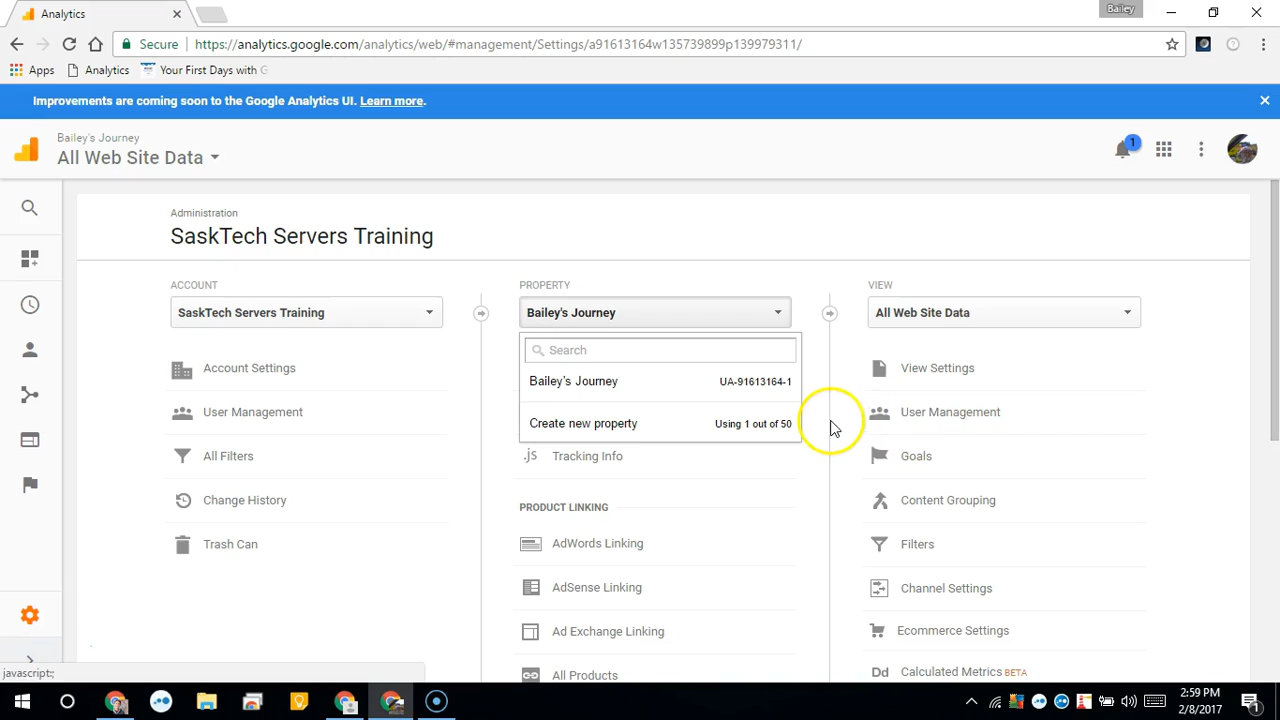 Analytics
Bailey
Secure https://analytics.google.com/analytics/web/#management/Settings/a91613164w135739899p139979311/
Apps Analytics Your First Days with G
Improvements are coming soon to the Google Analytics UI. Learn more.
Bailey's Journey
All Web Site Data
1
Administration
SaskTech Servers Training
ACCOUNT
SaskTech Servers Training
Account Settings
User Management
All Filters
Change History
Trash Can
PROPERTY
Bailey's Journey
Search
Bailey's Journey UA-91613164-1
Create new property Using 1 out of 50
.js Tracking Info
PRODUCT LINKING
AdWords Linking
AdSense Linking
Ad Exchange Linking
All Products
VIEW
All Web Site Data
View Settings
User Management
Goals
Content Grouping
Filters
Channel Settings
Ecommerce Settings
Dd Calculated Metrics BETA
javascript:;
2:59 PM
2/8/2017
1